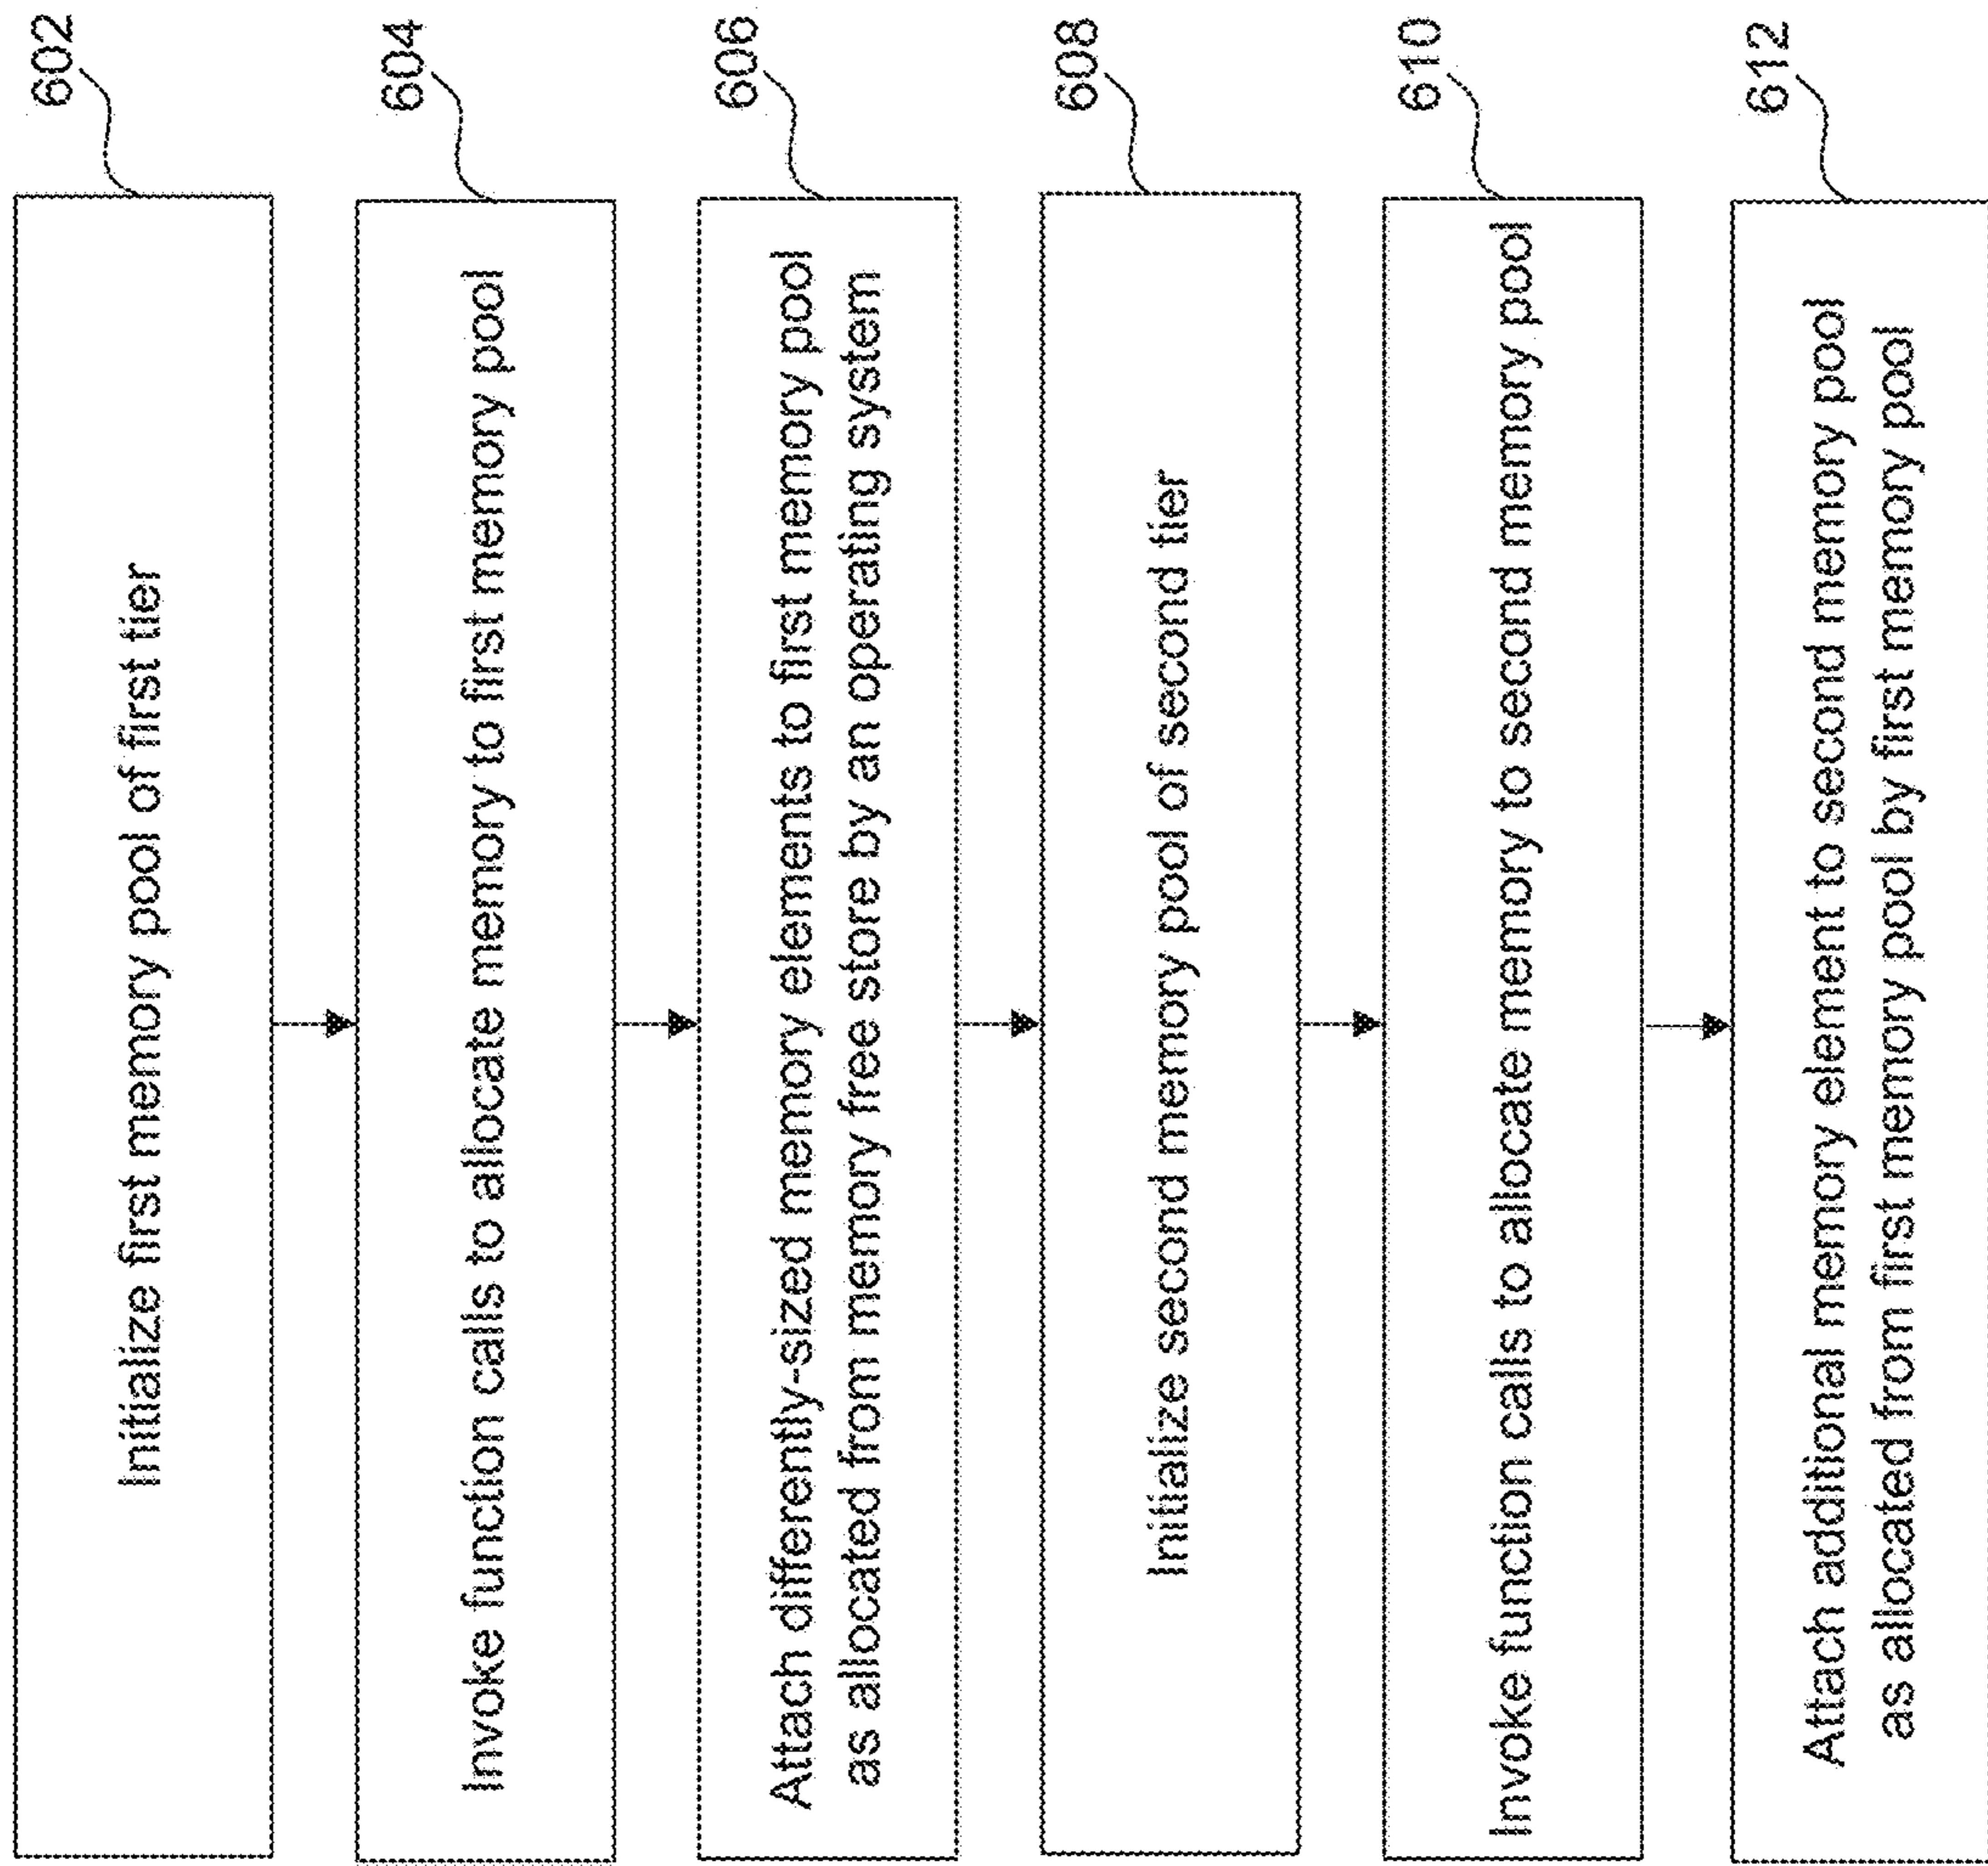 602
Initialize first memory pool of first tier
604
Invoke function calls to allocate memory to first memory pool
606
Attach differently-sized memory elements to first memory pool
as allocated from memory free store by an operating system
608
Initialize second memory pool of second tier
610
Invoke function calls to allocate memory to second memory pool
612
Attach additional memory element to second memory pool
as allocated from first memory pool by first memory pool